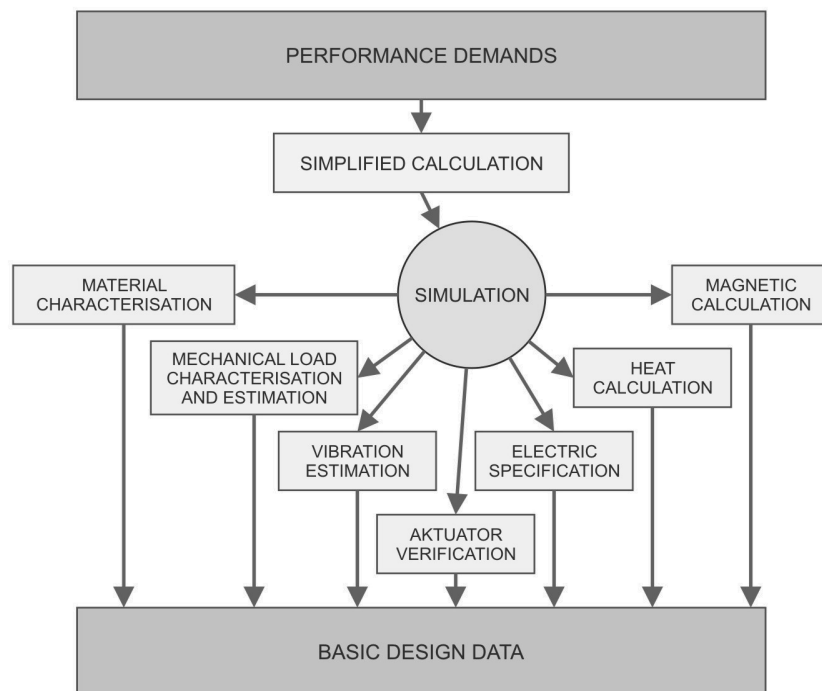 PERFORMANCE DEMANDS
SIMPLIFIED CALCULATION
SIMULATION
MATERIAL
CHARACTERISATION
MAGNETIC
CALCULATION
MECHANICAL LOAD
CHARACTERISATION
AND ESTIMATION
HEAT
CALCULATION
VIBRATION
ESTIMATION
ELECTRIC
SPECIFICATION
AKTUATOR
VERIFICATION
BASIC DESIGN DATA